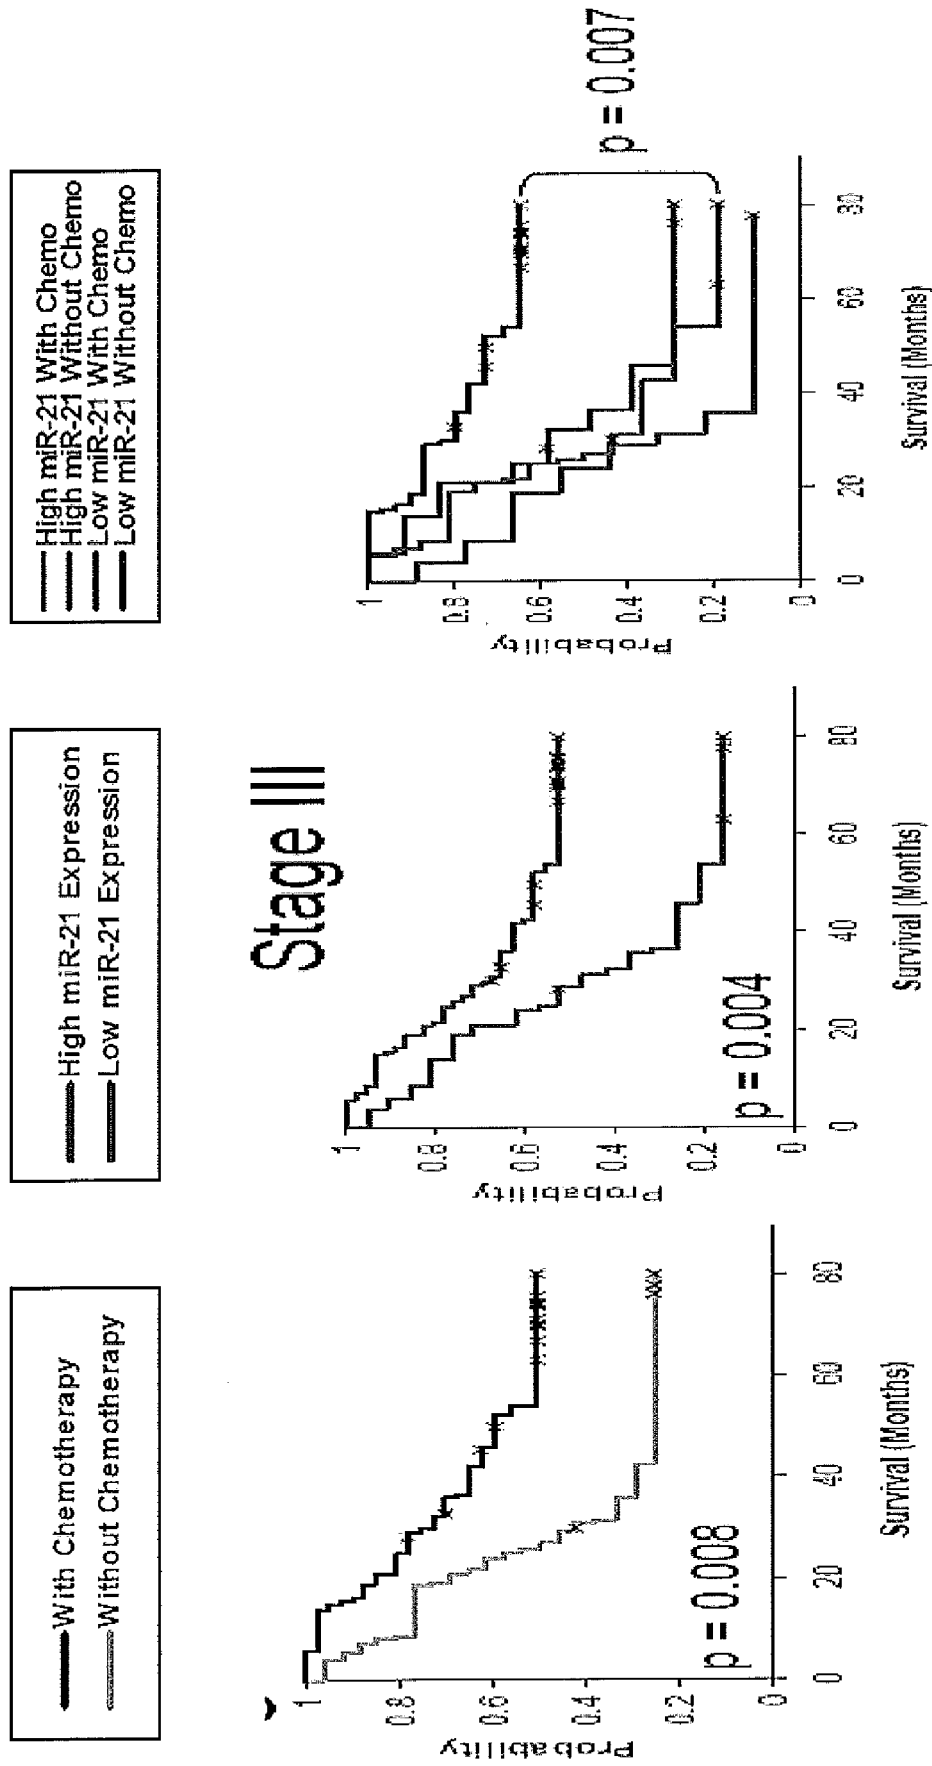 With Chemotherapy
Without Chemotherapy
High miR-21 Expression
Low miR-21 Expression
High miR-21 With Chemo
High miR-21 Without Chemo
Low miR-21 With Chemo
Low miR-21 Without Chemo
Stage III
Probability
1
0.8
0.6
0.4
0.2
0
p = 0.008
0
20
40
60
80
Survival (Months)
Probability
1
0.8
0.6
0.4
0.2
0
p = 0.004
0
20
40
60
80
Survival (Months)
Probability
1
0.8
0.6
0.4
0.2
0
p = 0.007
0
20
40
60
80
Survival (Months)